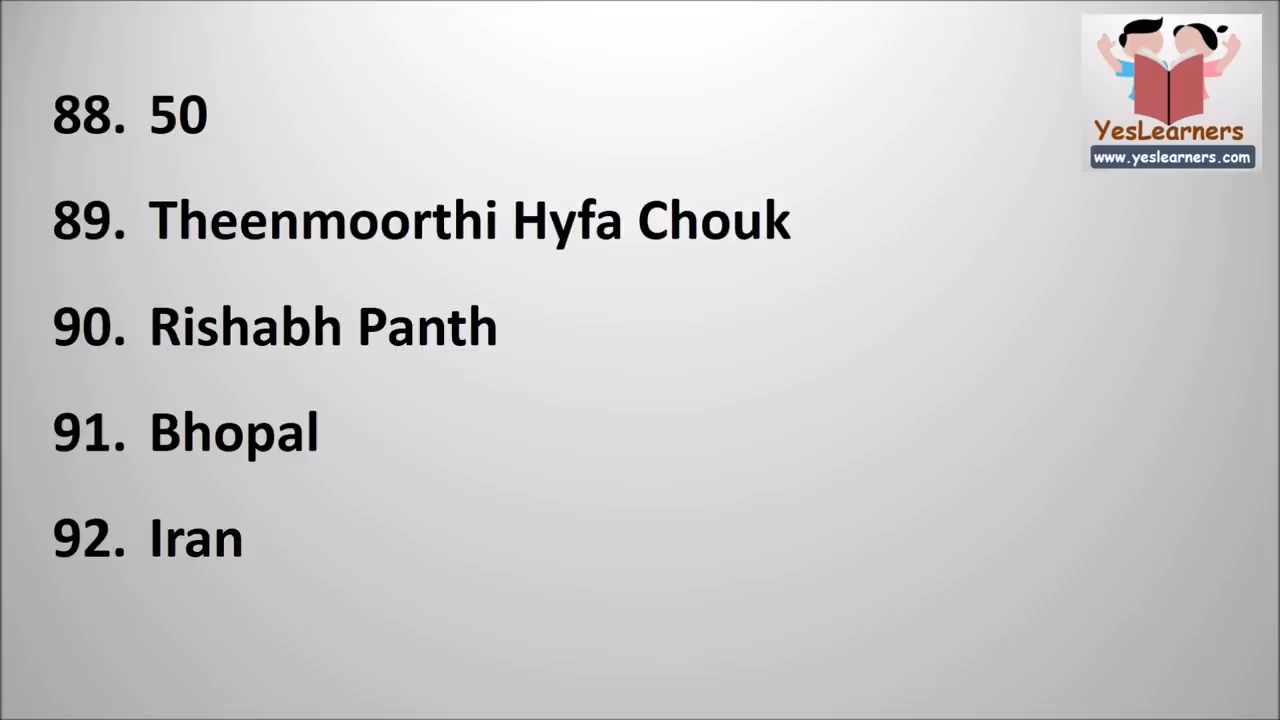 88. 50
89. Theenmoorthi Hyfa Chouk
90. Rishabh Panth
91. Bhopal
92. Iran
YesLearners
www.yeslearners.com